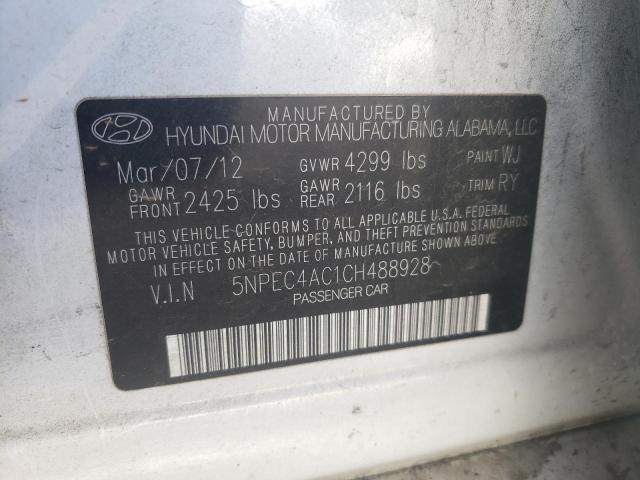 MANUFACTURED BY
HYUNDAI MOTOR MANUFACTURING ALABAMA, LLC
Mar/07/12 GVWR 4299 lbs PAINT WJ
GAWR FRONT 2425 lbs GAWR REAR 2116 lbs TRIM RY
THIS VEHICLE CONFORMS TO ALL APPLICABLE U.S.A. FEDERAL
MOTOR VEHICLE SAFETY, BUMPER, AND THEFT PREVENTION STANDARDS
IN EFFECT ON THE DATE OF MANUFACTURE SHOWN ABOVE.
V.I.N 5NPEC4AC1CH488928
PASSENGER CAR